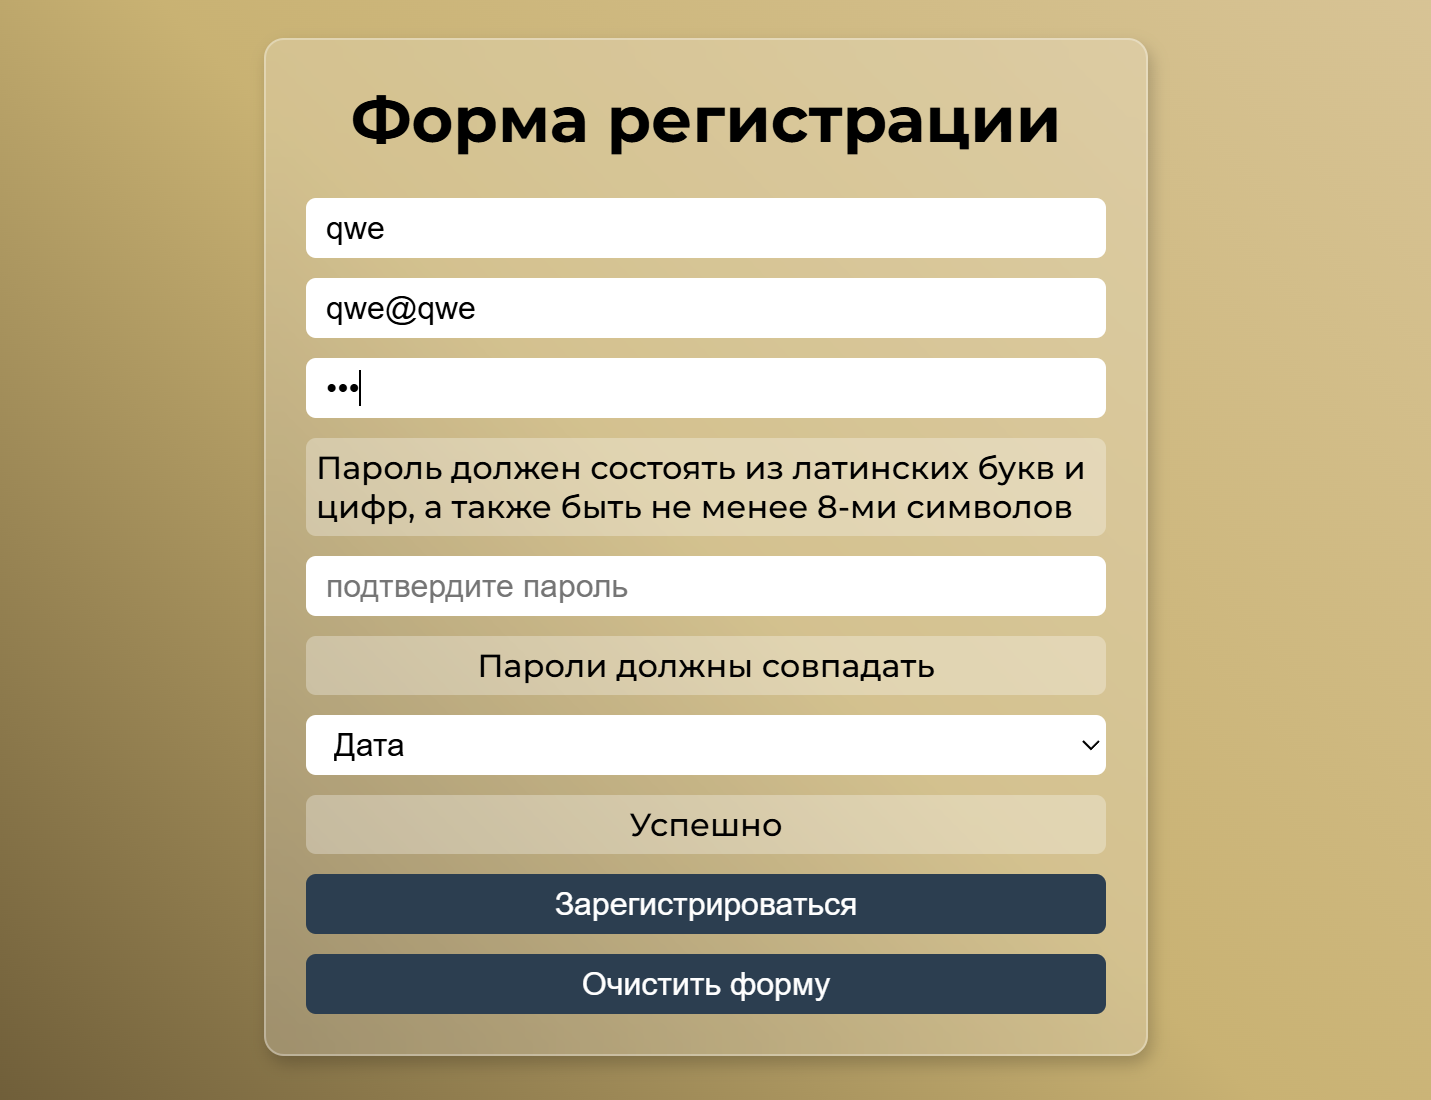 Форма регистрации
qwe
qwe@qwe
•••
Пароль должен состоять из латинских букв и
цифр, а также быть не менее 8-ми символов
подтвердите пароль
Пароли должны совпадать
Дата
Успешно
Зарегистрироваться
Очистить форму